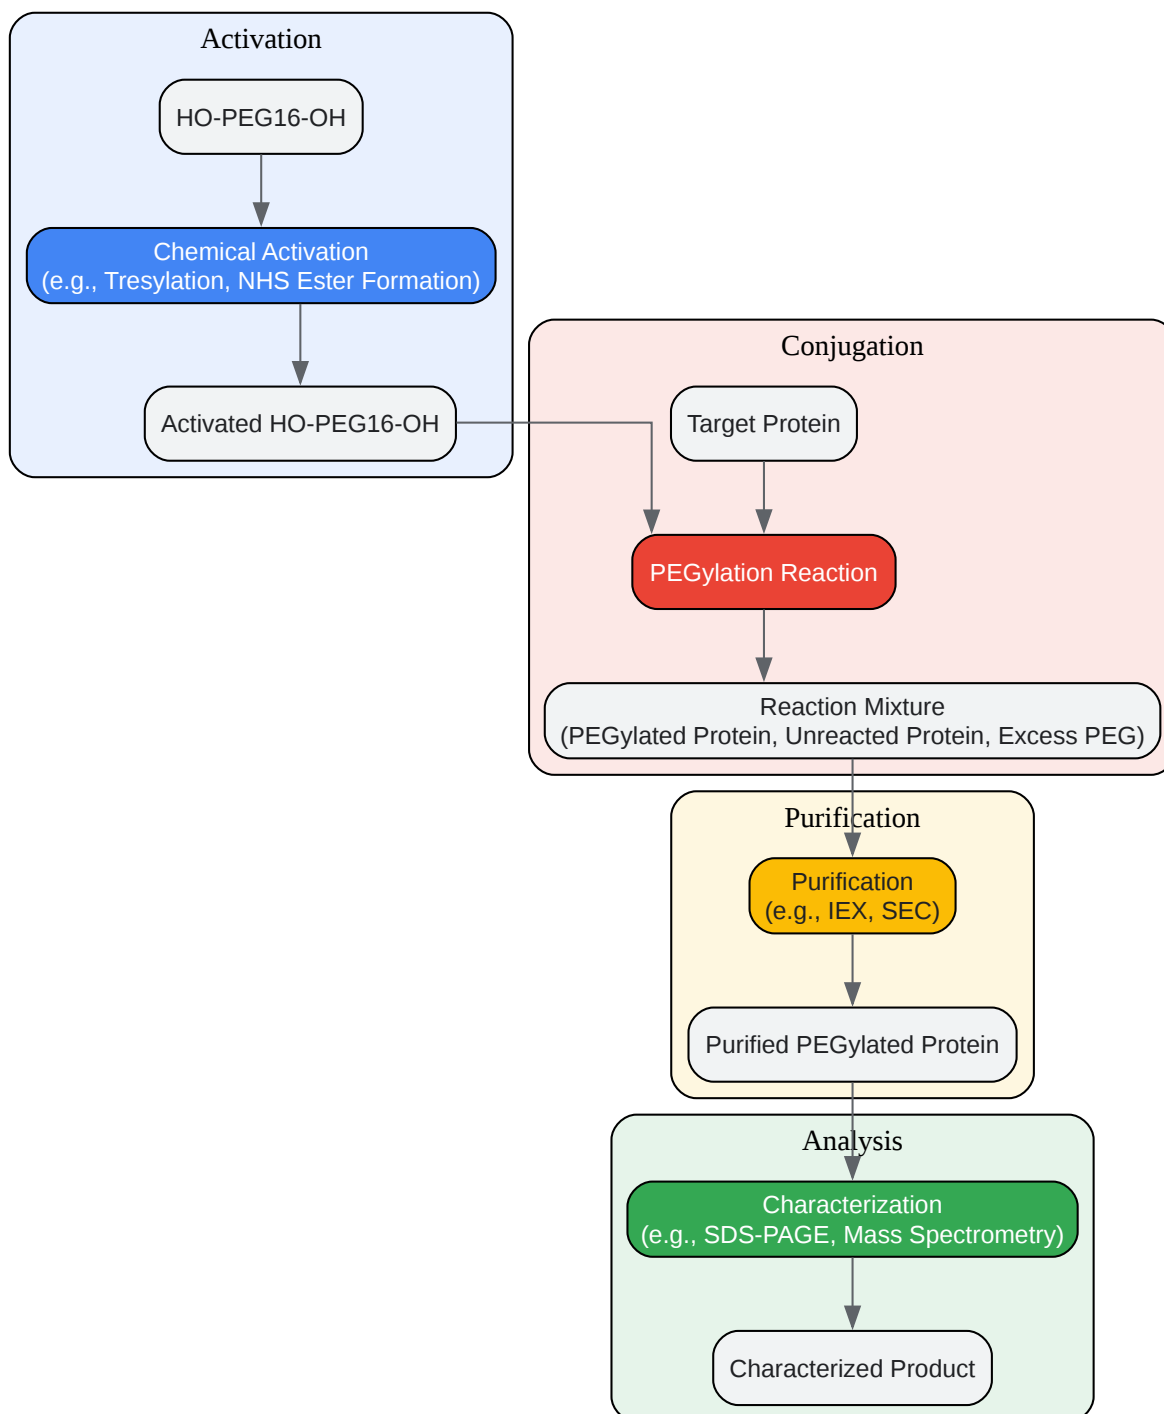 Activation
HO-PEG16-OH
Chemical Activation
(e.g., Tresylation, NHS Ester Formation)
Activated HO-PEG16-OH
Conjugation
Target Protein
PEGylation Reaction
Reaction Mixture
(PEGylated Protein, Unreacted Protein, Excess PEG)
Purification
Purification
(e.g., IEX, SEC)
Purified PEGylated Protein
Analysis
Characterization
(e.g., SDS-PAGE, Mass Spectrometry)
Characterized Product